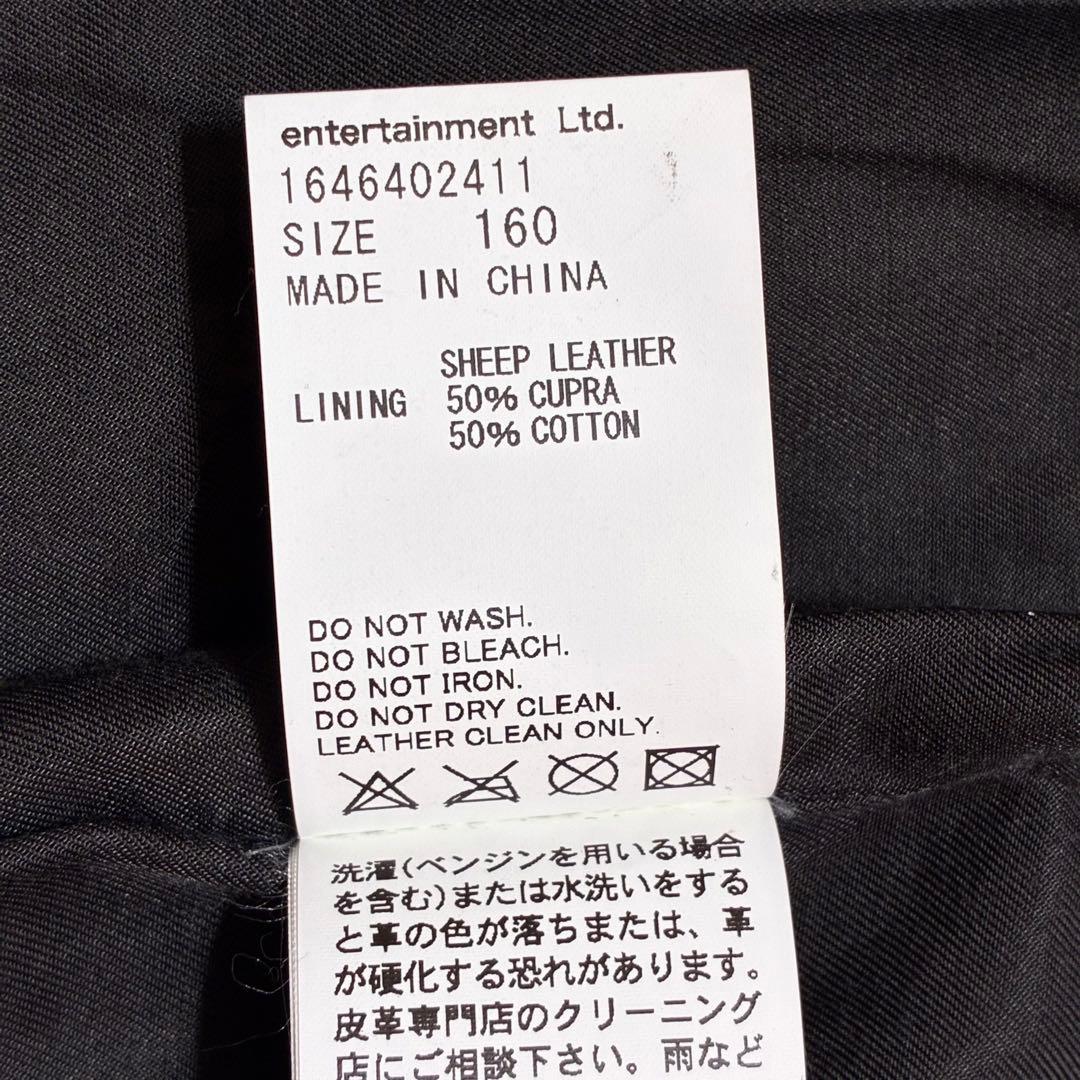 entertainment Ltd.
1646402411
SIZE 160
MADE IN CHINA
SHEEP LEATHER
LINING 50% CUPRA
50% COTTON
DO NOT WASH.
DO NOT BLEACH.
DO NOT IRON.
DO NOT DRY CLEAN.
LEATHER CLEAN ONLY.
洗濯(ベンジンを用いる場合
を含む)または水洗いをする
と革の色が落ちまたは、革
が硬化する恐れがあります。
皮革専門店のクリーニング
店にご相談下さい。雨など